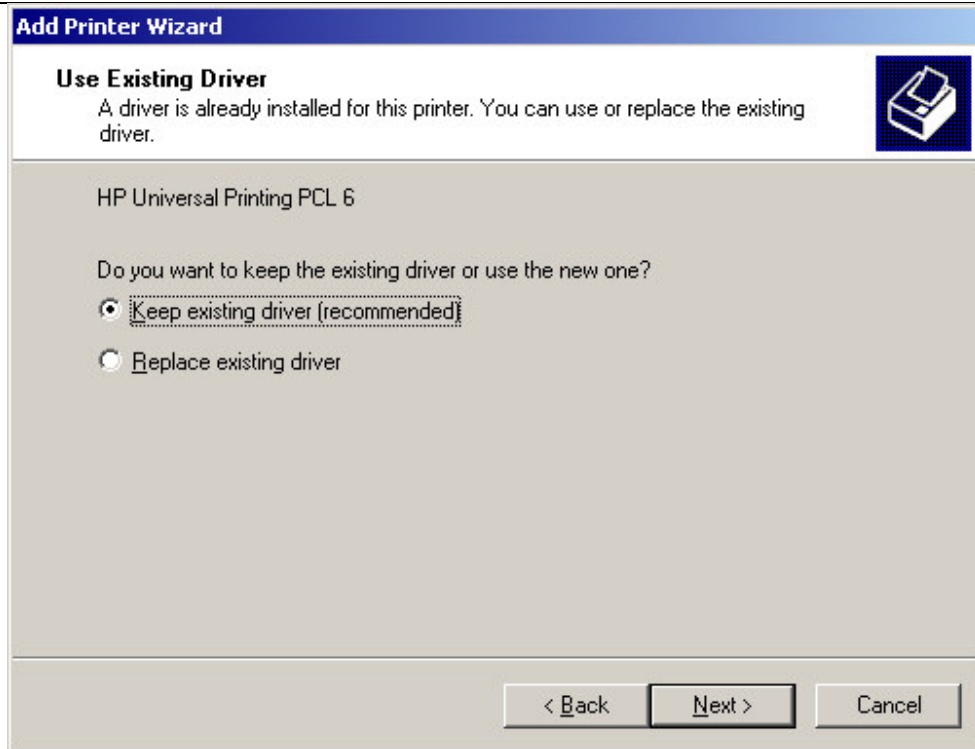 Add Printer Wizard
Use Existing Driver
A driver is already installed for this printer. You can use or replace the existing
driver.
HP Universal Printing PCL 6
Do you want to keep the existing driver or use the new one?
Keep existing driver (recommended)
Replace existing driver
< Back Next > Cancel